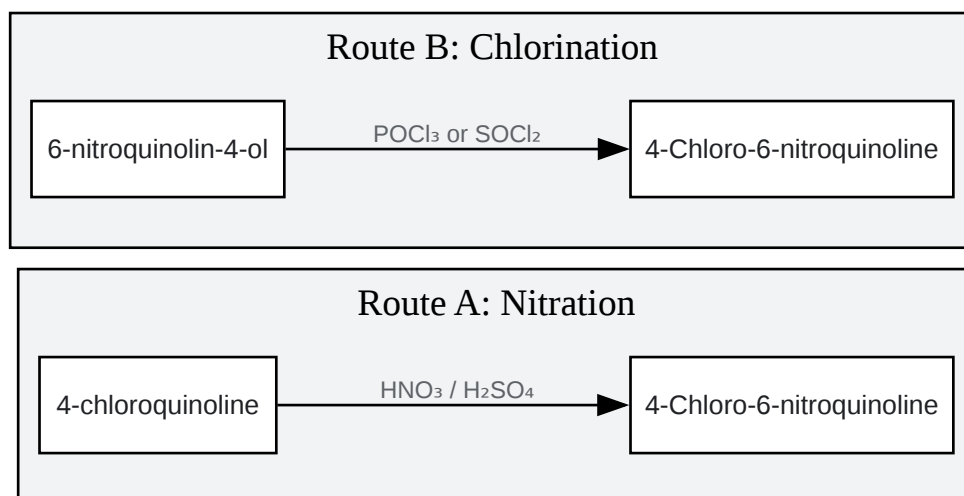 Route B: Chlorination
6-nitroquinolin-4-ol
POCl₃ or SOCl₂
4-Chloro-6-nitroquinoline
Route A: Nitration
4-chloroquinoline
HNO₃ / H₂SO₄
4-Chloro-6-nitroquinoline